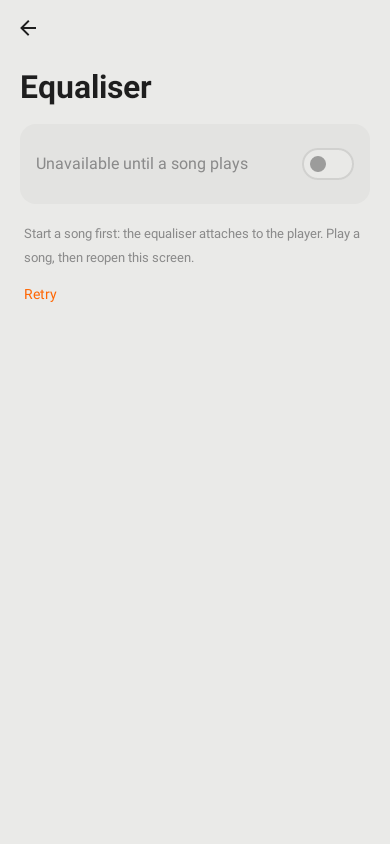 Equaliser
Unavailable until a song plays
Start a song first: the equaliser attaches to the player. Play a
song, then reopen this screen.
Retry